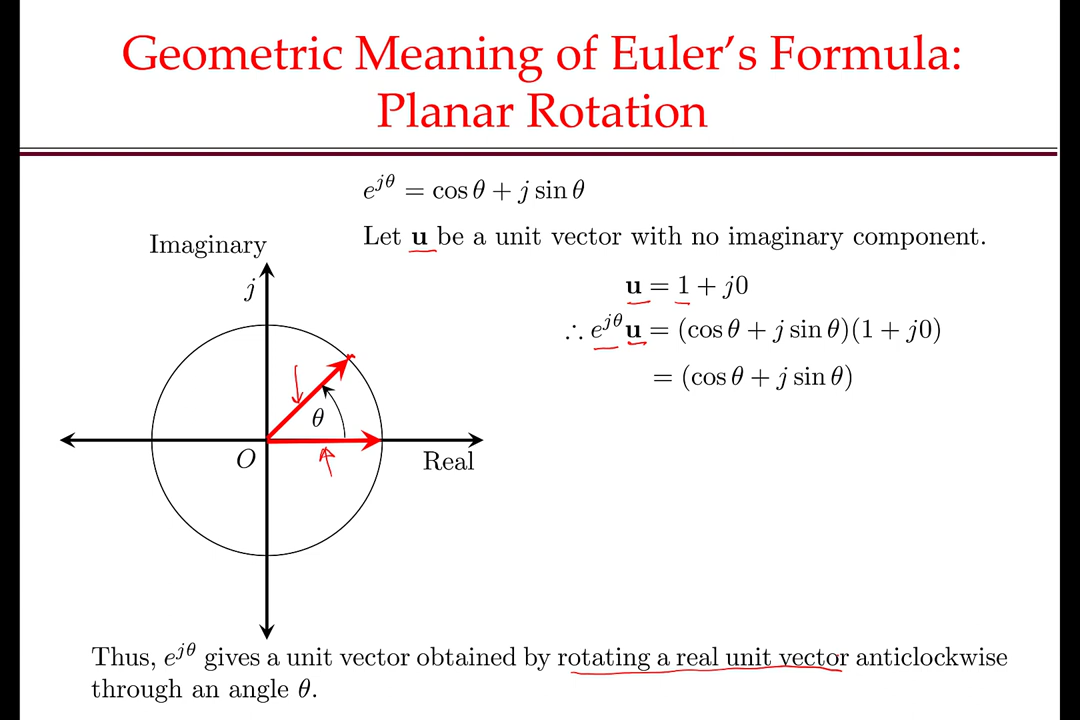 Geometric Meaning of Euler's Formula:
Planar Rotation
e^{jθ} = cos θ + j sin θ
Let u be a unit vector with no imaginary component.
u = 1 + j0
∴ e^{jθ}u = (cos θ + j sin θ)(1 + j0)
= (cos θ + j sin θ)
Imaginary
j
θ
O
Real
Thus, e^{jθ} gives a unit vector obtained by rotating a real unit vector anticlockwise
through an angle θ.